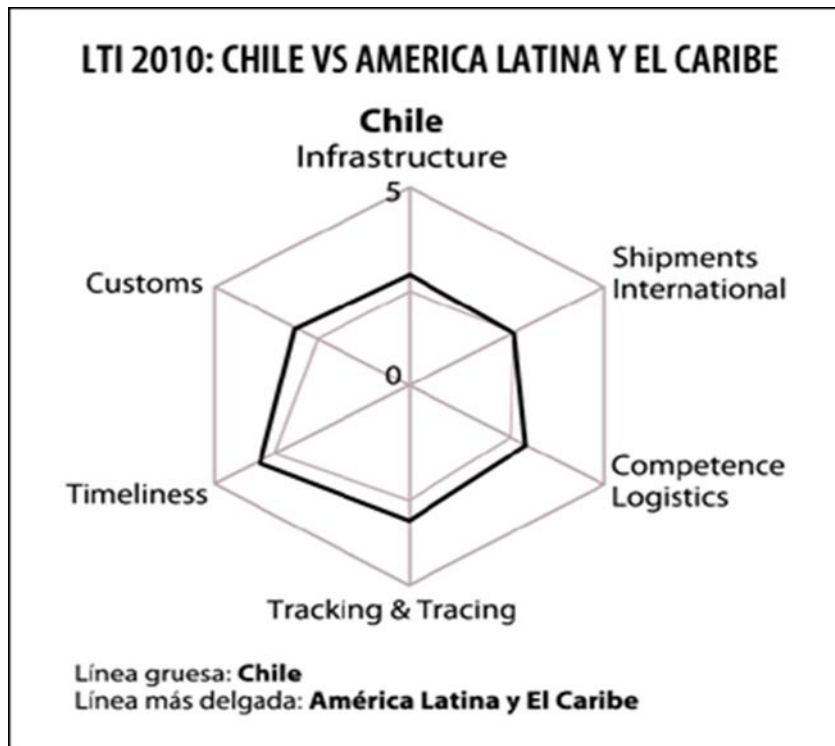 LTI 2010: CHILE VS AMERICA LATINA Y EL CARIBE
Chile
Infrastructure
5
Shipments
International
Customs
0
Competence
Logistics
Timeliness
Tracking & Tracing
Línea gruesa: Chile
Línea más delgada: América Latina y El Caribe